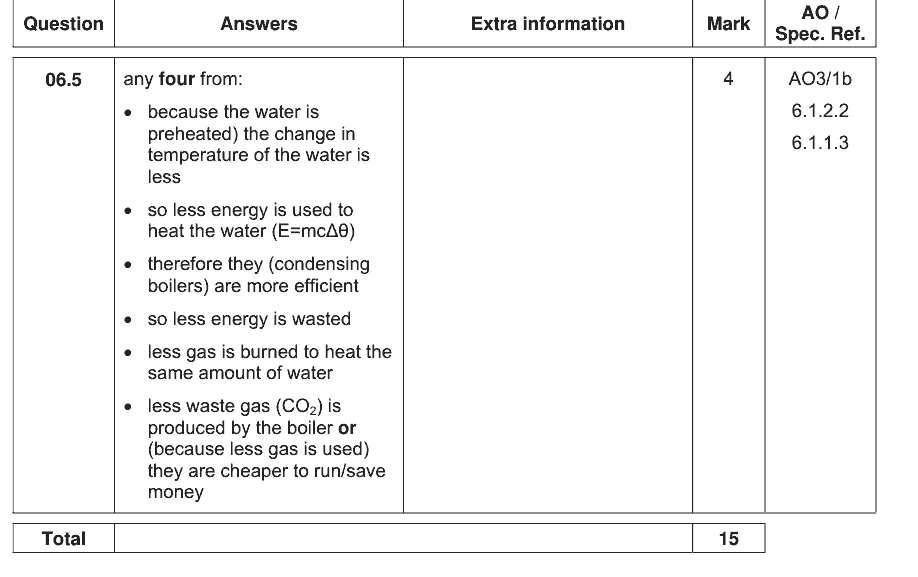 Question Answers Extra information Mark AO /
Spec. Ref.
06.5 any four from: 4 AO3/1b
• because the water is 6.1.2.2
preheated) the change in 6.1.1.3
temperature of the water is
less
• so less energy is used to
heat the water (E=mcΔθ)
• therefore they (condensing
boilers) are more efficient
• so less energy is wasted
• less gas is burned to heat the
same amount of water
• less waste gas (CO₂) is
produced by the boiler or
(because less gas is used)
they are cheaper to run/save
money
Total 15